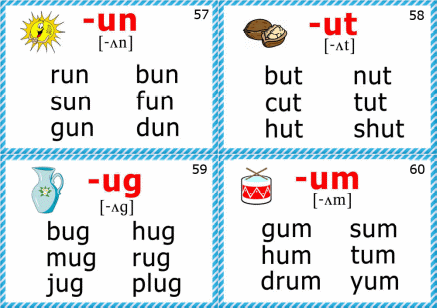 57
-un
[-ʌn]
run bun
sun fun
gun dun
58
-ut
[-ʌt]
but nut
cut tut
hut shut
59
-ug
[-ʌg]
bug hug
mug rug
jug plug
60
-um
[-ʌm]
gum sum
hum tum
drum yum